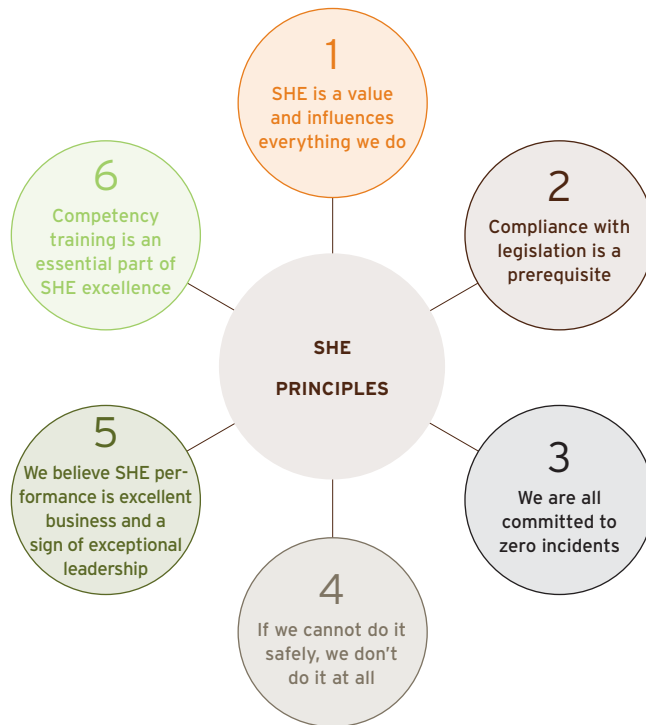 1
SHE is a value
and influences
everything we do
2
Compliance with
legislation is a
prerequisite
3
We are all
committed to
zero incidents
4
If we cannot do it
safely, we don't
do it at all
5
We believe SHE per-
formance is excellent
business and a
sign of exceptional
leadership
6
Competency
training is an
essential part of
SHE excellence
SHE
PRINCIPLES